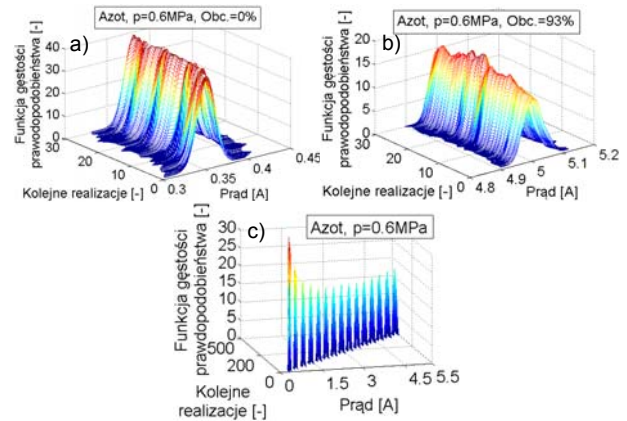 Azot, p=0.6MPa, Obc.=0%
a)
Funkcja gęstości
prawdopodobieństwa [-]
40
30
20
10
0
30
20
10
0
Kolejne realizacje [-]
0.3
0.35
0.4
0.45
Prąd [A]
Azot, p=0.6MPa, Obc.=93%
b)
Funkcja gęstości
prawdopodobieństwa [-]
20
15
10
5
0
30
20
10
0
Kolejne realizacje [-]
4.8
4.9
5
5.1
5.2
Prąd [A]
Azot, p=0.6MPa
c)
Funkcja gęstości
prawdopodobieństwa [-]
30
25
20
15
10
5
0
500
200
0
Kolejne
realizacje [-]
0
1.5
3
4.5
5.5
Prąd [A]